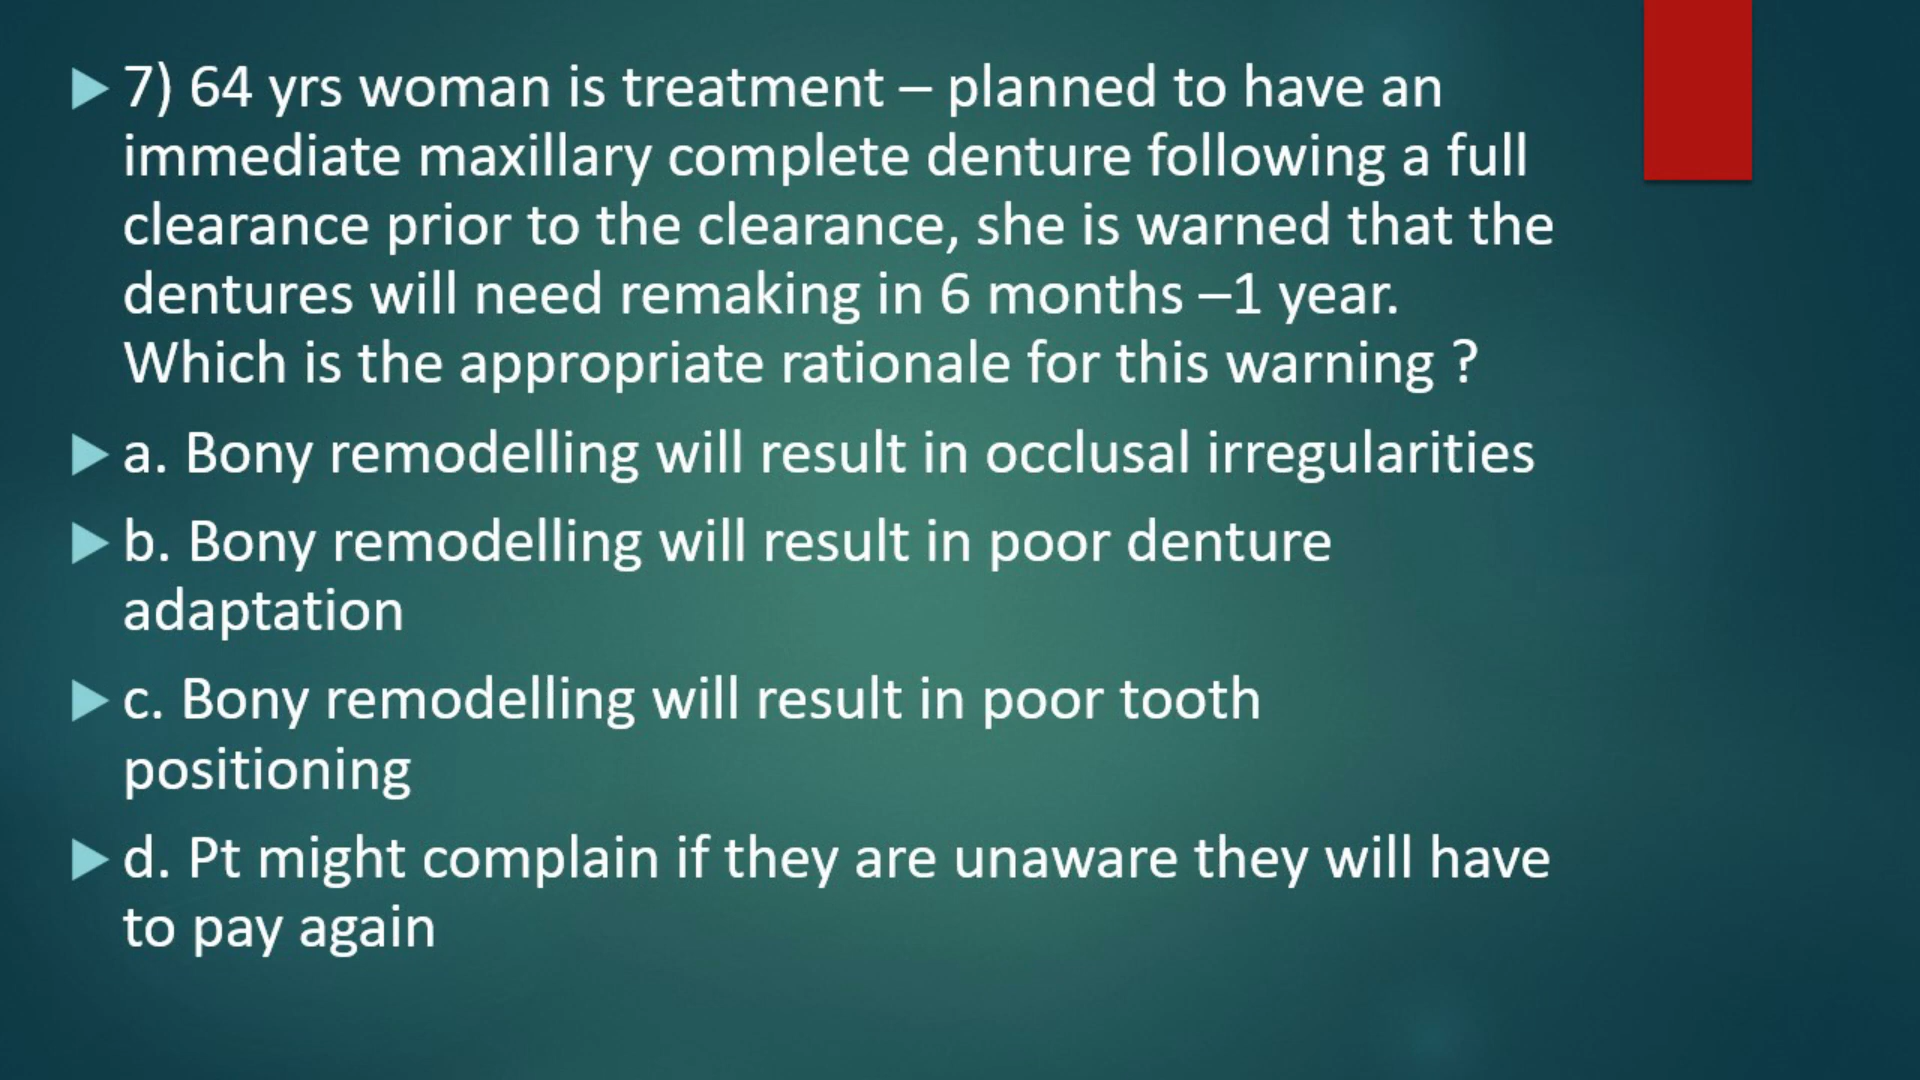 7) 64 yrs woman is treatment – planned to have an
immediate maxillary complete denture following a full
clearance prior to the clearance, she is warned that the
dentures will need remaking in 6 months –1 year.
Which is the appropriate rationale for this warning ?
a. Bony remodelling will result in occlusal irregularities
b. Bony remodelling will result in poor denture
adaptation
c. Bony remodelling will result in poor tooth
positioning
d. Pt might complain if they are unaware they will have
to pay again